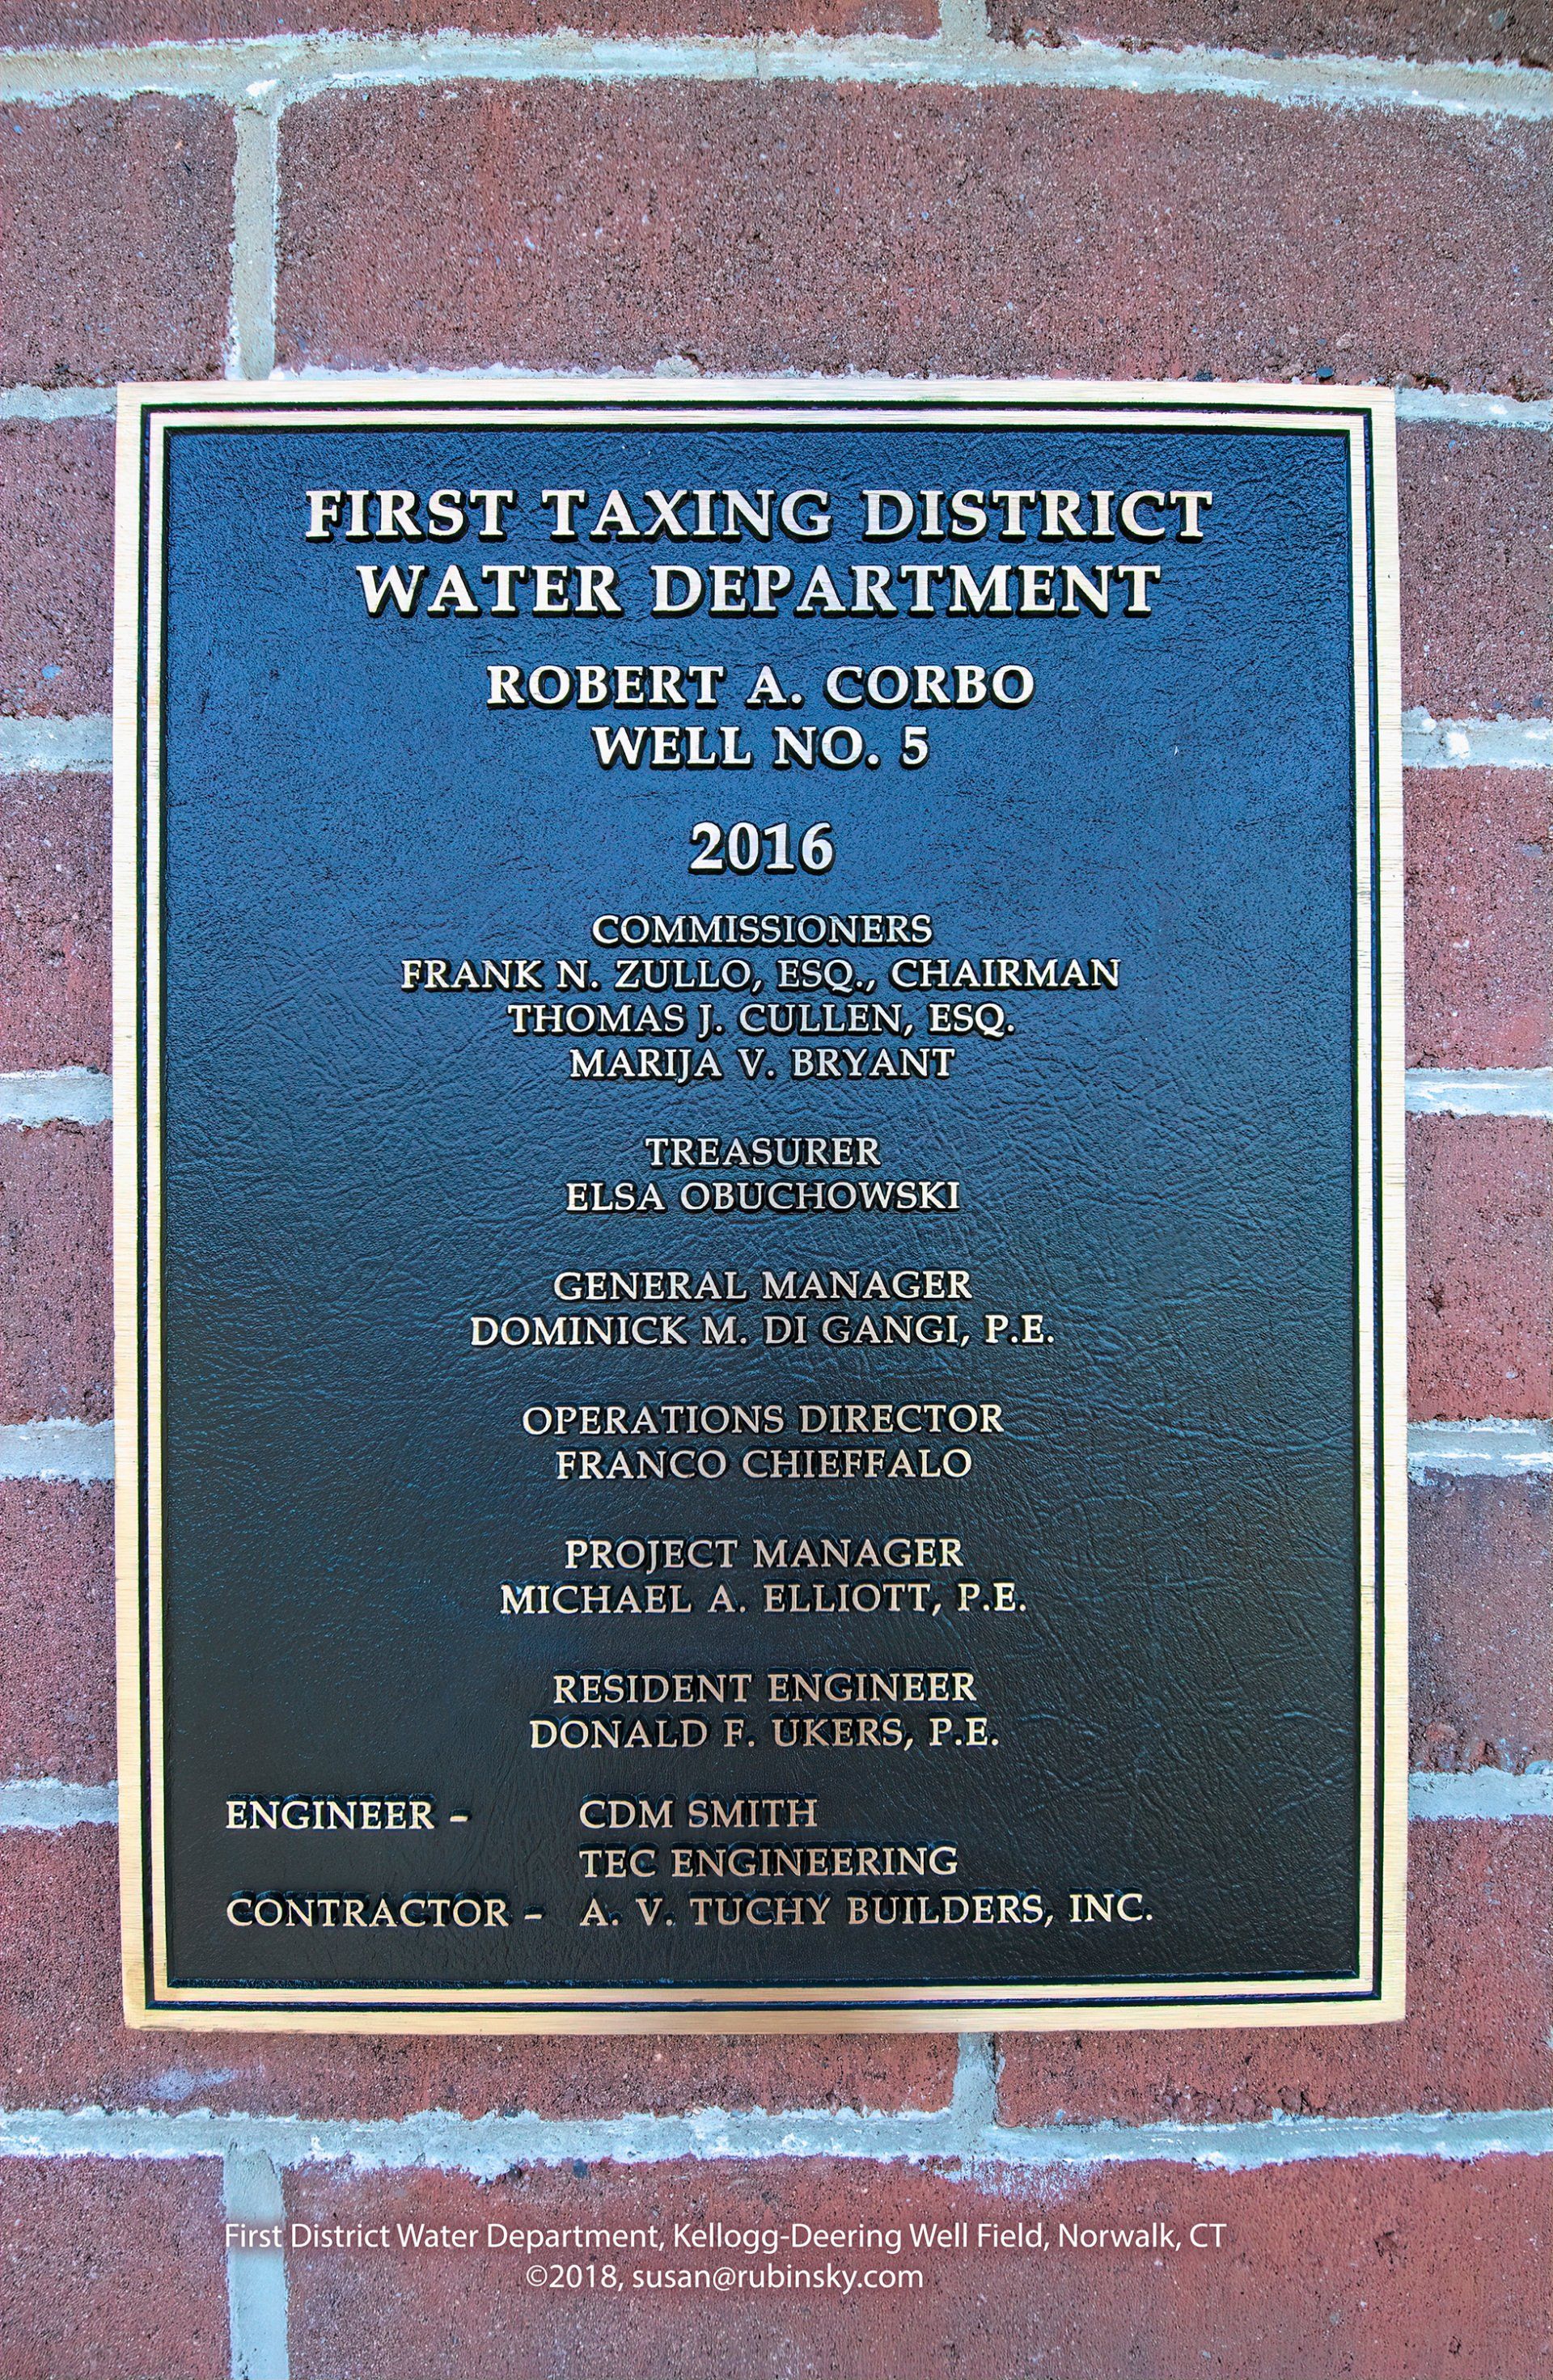 FIRST TAXING DISTRICT
WATER DEPARTMENT
ROBERT A. CORBO
WELL NO. 5
2016
COMMISSIONERS
FRANK N. ZULLO, ESQ., CHAIRMAN
THOMAS J. CULLEN, ESQ.
MARIJA V. BRYANT
TREASURER
ELSA OBUCHOWSKI
GENERAL MANAGER
DOMINICK M. DI GANGI, P.E.
OPERATIONS DIRECTOR
FRANCO CHIEFFALO
PROJECT MANAGER
MICHAEL A. ELLIOTT, P.E.
RESIDENT ENGINEER
DONALD F. UKERS, P.E.
ENGINEER – CDM SMITH
TEC ENGINEERING
CONTRACTOR – A. V. TUCHY BUILDERS, INC.
First District Water Department, Kellogg-Deering Well Field, Norwalk, CT
©2018, susan@rubinsky.com